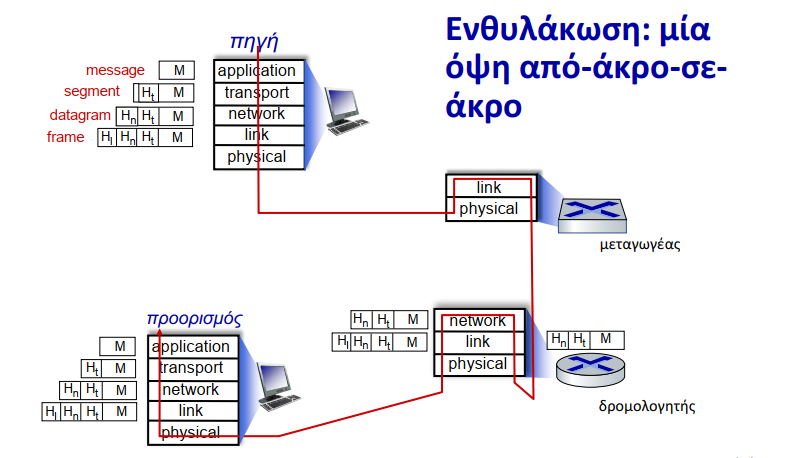 Ενθυλάκωση: μία
όψη από-άκρο-σε-
άκρο
πηγή
message M
segment Ht M
datagram Hn Ht M
frame Hl Hn Ht M
application
transport
network
link
physical
link
physical
μεταγωγέας
προορισμός
M
Ht M
Hn Ht M
Hl Hn Ht M
application
transport
network
link
physical
Hn Ht M
Hl Hn Ht M
network
link
physical
Hn Ht M
δρομολογητής